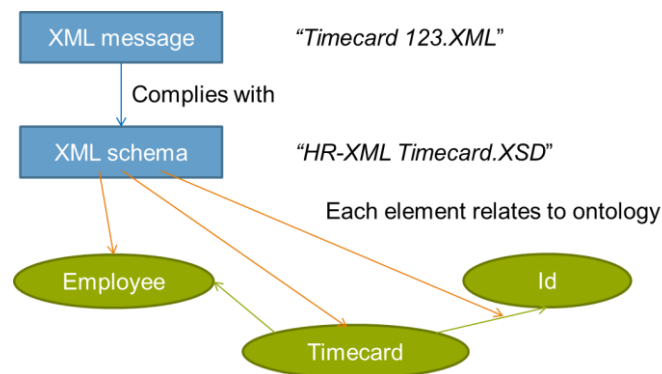 XML message
“Timecard 123.XML”
Complies with
XML schema
“HR-XML Timecard.XSD”
Each element relates to ontology
Employee
Id
Timecard